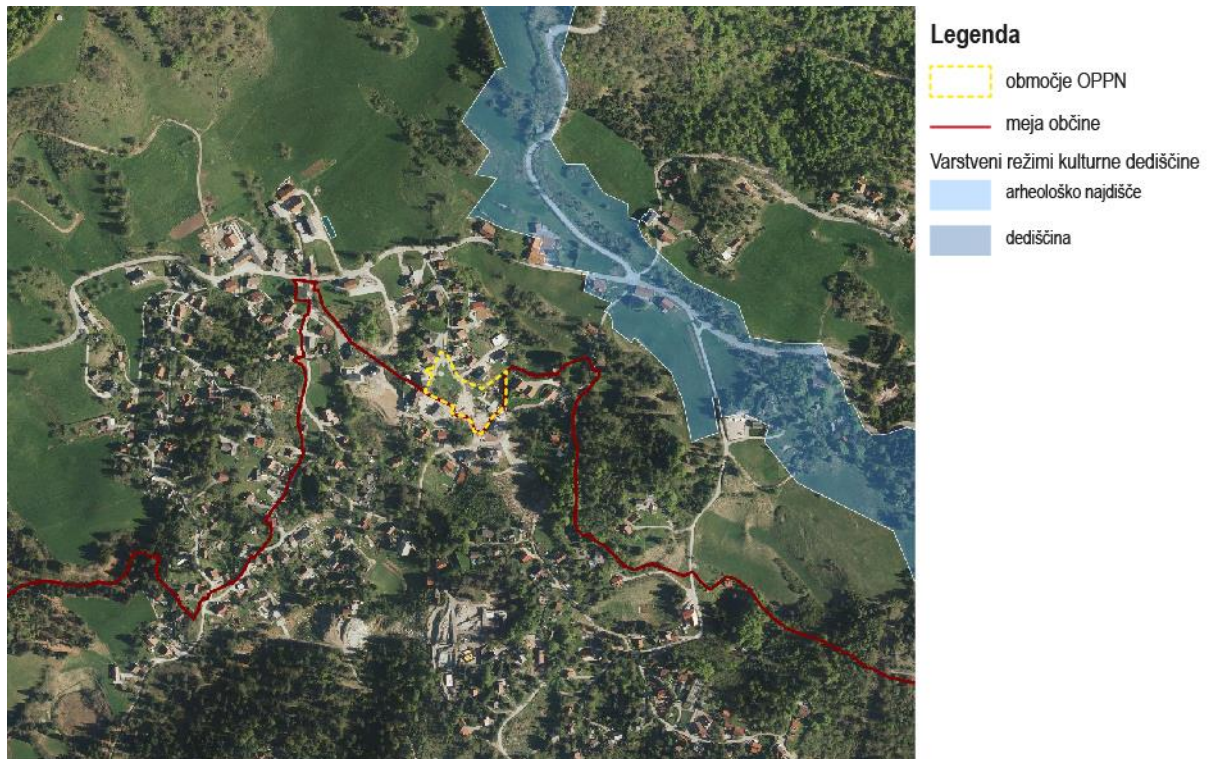 Legenda
območje OPPN
meja občine
Varstveni režimi kulturne dediščine
arheološko najdišče
dediščina